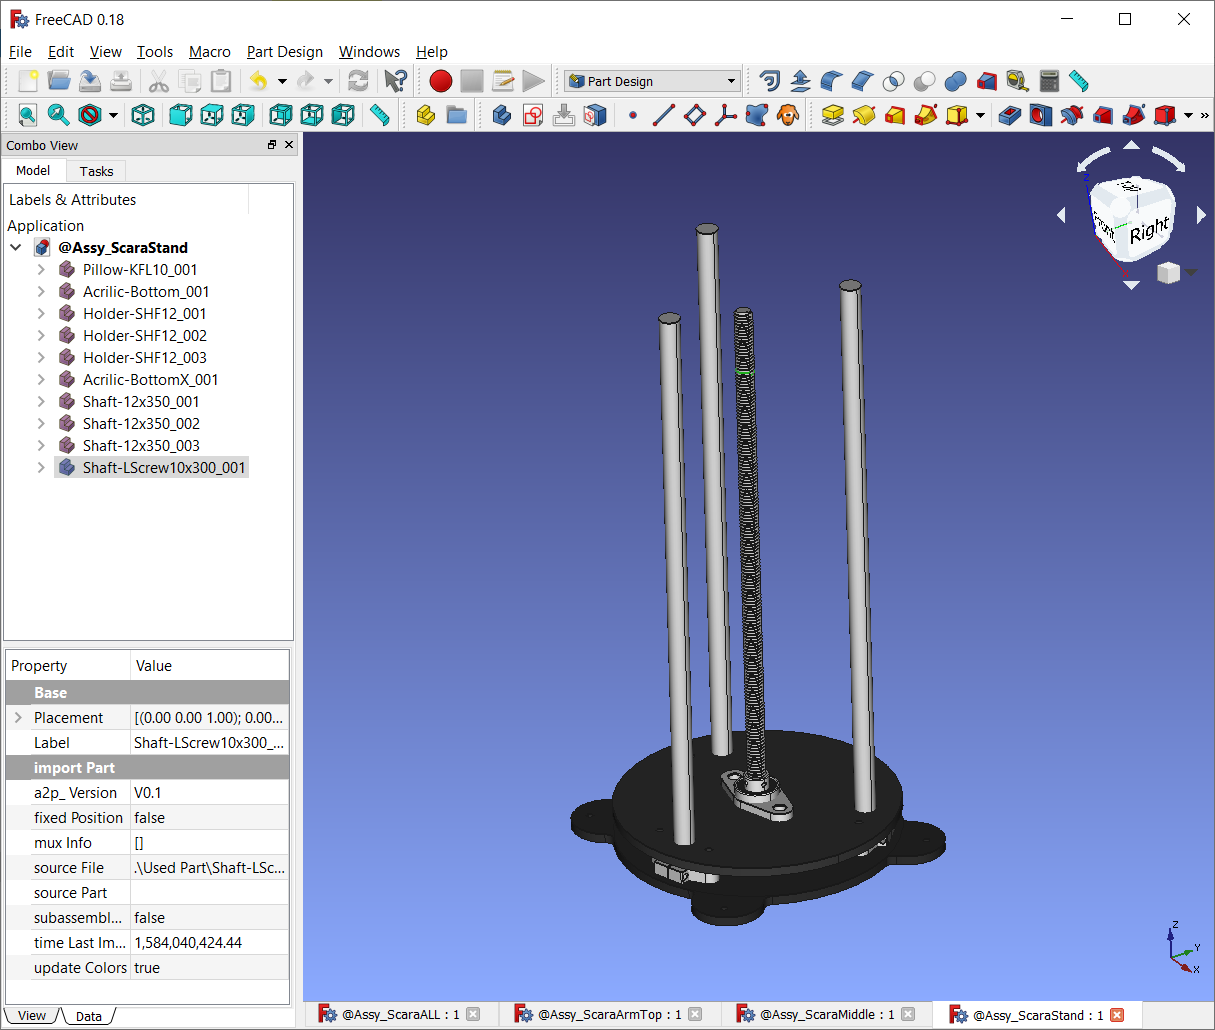 FreeCAD 0.18
File Edit View Tools Macro Part Design Windows Help
Part Design
Combo View
Model Tasks
Labels & Attributes
Application
@Assy_ScaraStand
Pillow-KFL10_001
Acrilic-Bottom_001
Holder-SHF12_001
Holder-SHF12_002
Holder-SHF12_003
Acrilic-BottomX_001
Shaft-12x350_001
Shaft-12x350_002
Shaft-12x350_003
Shaft-LScrew10x300_001
Property Value
Base
Placement [(0.00 0.00 1.00); 0.00...
Label Shaft-LScrew10x300_...
import Part
a2p_ Version V0.1
fixed Position false
mux Info []
source File .\Used Part\Shaft-LSc...
source Part
subassembl... false
time Last Im... 1,584,040,424.44
update Colors true
View Data
Z
Right
Z
Y
X
@Assy_ScaraALL : 1 @Assy_ScaraArmTop : 1 @Assy_ScaraMiddle : 1 @Assy_ScaraStand : 1